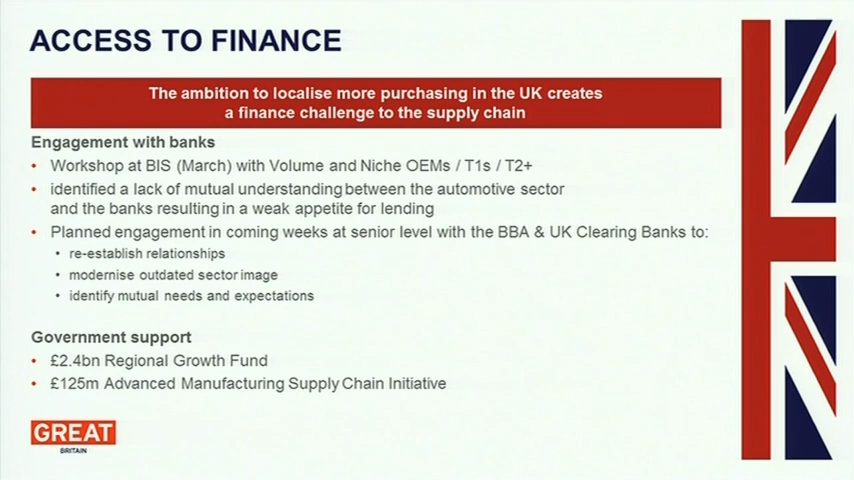 ACCESS TO FINANCE
The ambition to localise more purchasing in the UK creates
a finance challenge to the supply chain
Engagement with banks
• Workshop at BIS (March) with Volume and Niche OEMs / T1s / T2+
• identified a lack of mutual understanding between the automotive sector
and the banks resulting in a weak appetite for lending
• Planned engagement in coming weeks at senior level with the BBA & UK Clearing Banks to:
• re-establish relationships
• modernise outdated sector image
• identify mutual needs and expectations
Government support
• £2.4bn Regional Growth Fund
• £125m Advanced Manufacturing Supply Chain Initiative
GREAT
BRITAIN